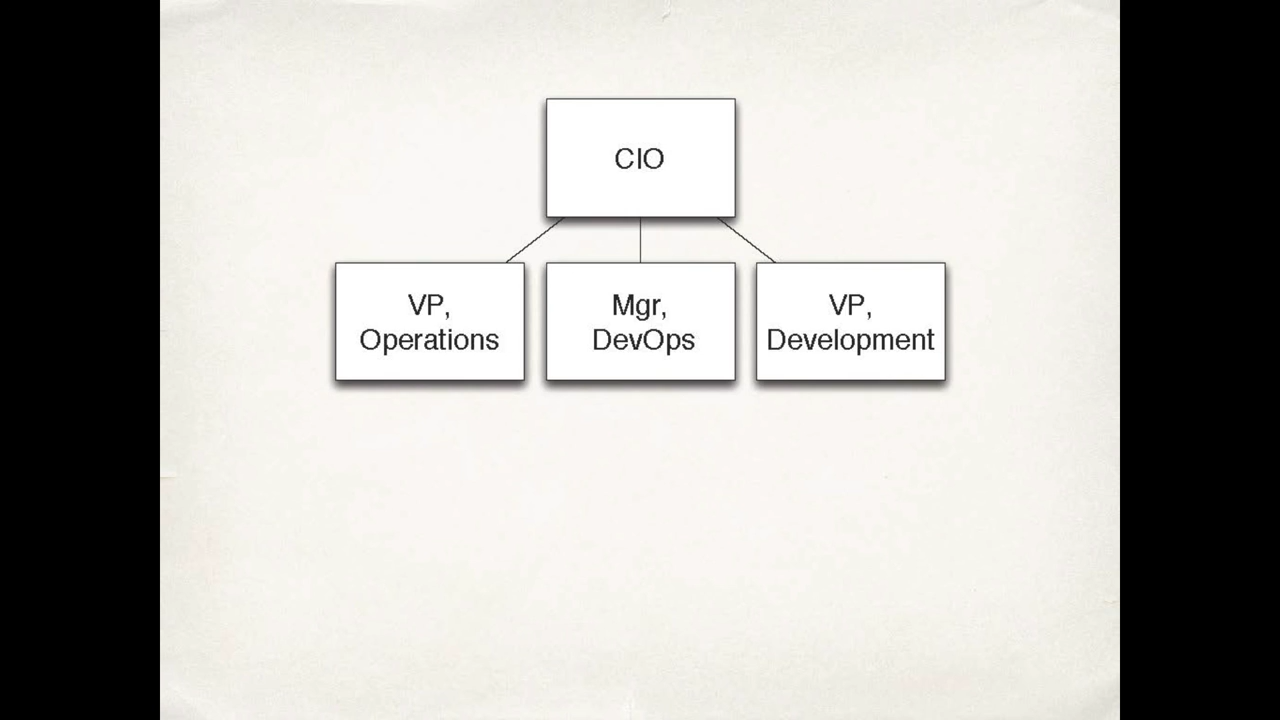 CIO
VP,
Operations
Mgr,
DevOps
VP,
Development